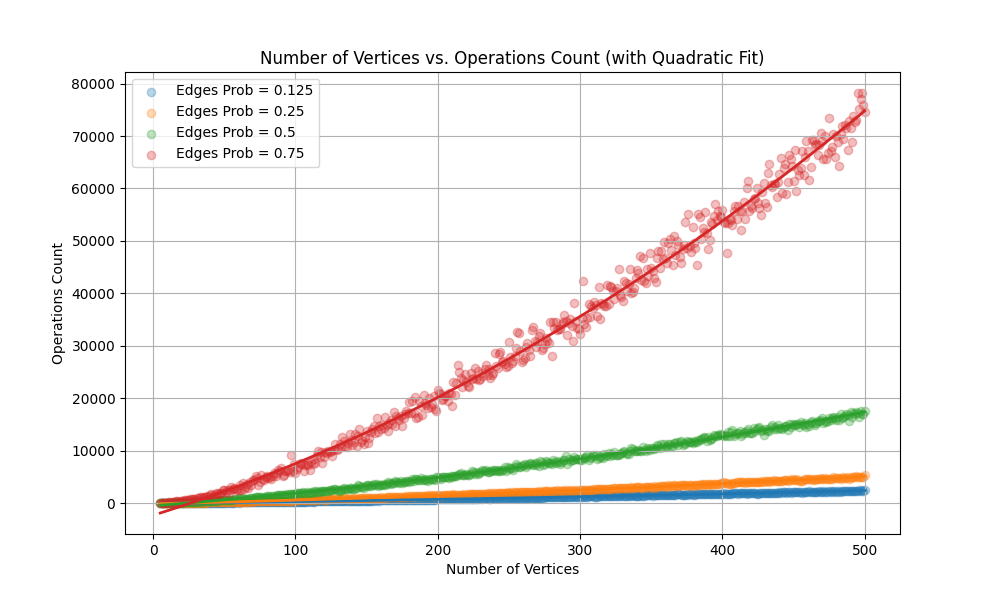 Number of Vertices vs. Operations Count (with Quadratic Fit)
Edges Prob = 0.125
Edges Prob = 0.25
Edges Prob = 0.5
Edges Prob = 0.75
Operations Count
80000
70000
60000
50000
40000
30000
20000
10000
0
0 100 200 300 400 500
Number of Vertices